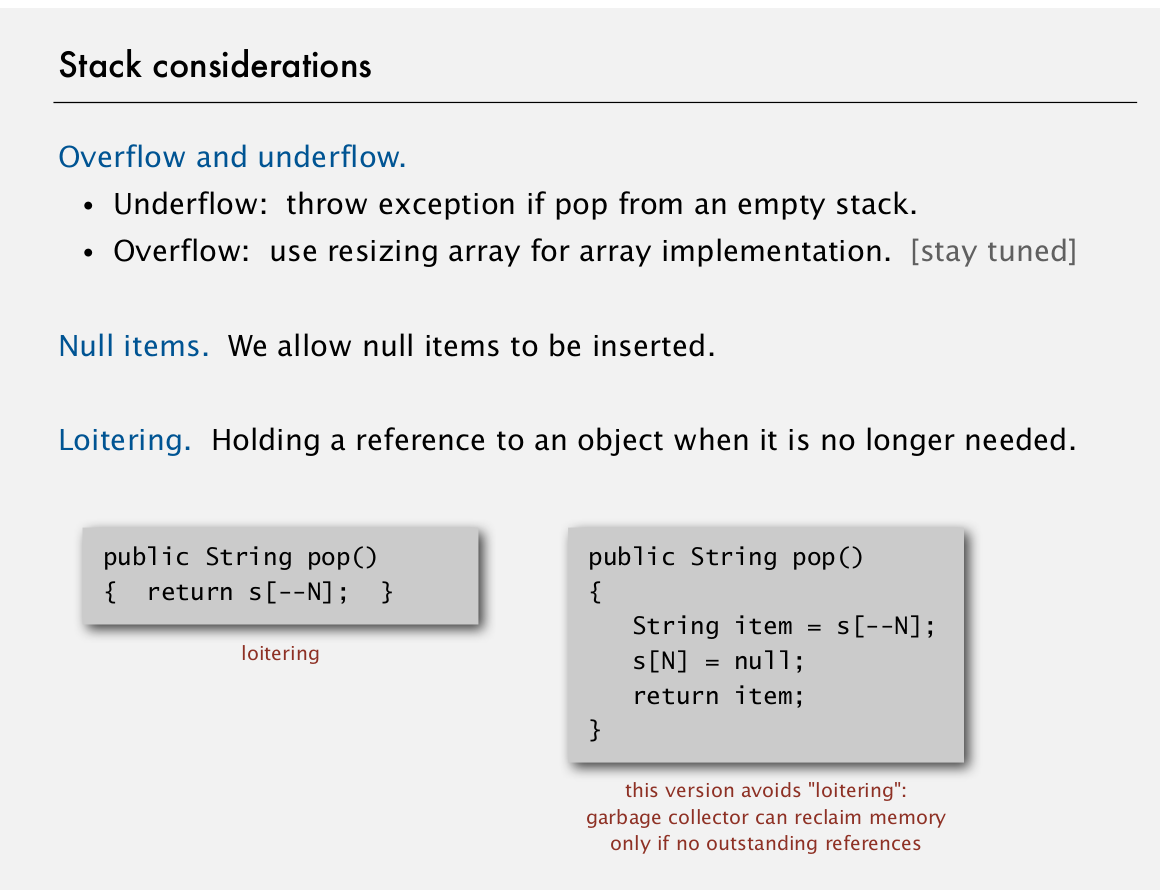 Stack considerations
Overflow and underflow.
• Underflow: throw exception if pop from an empty stack.
• Overflow: use resizing array for array implementation. [stay tuned]
Null items. We allow null items to be inserted.
Loitering. Holding a reference to an object when it is no longer needed.
public String pop()
{ return s[--N]; }
loitering
public String pop()
{
String item = s[--N];
s[N] = null;
return item;
}
this version avoids "loitering":
garbage collector can reclaim memory
only if no outstanding references